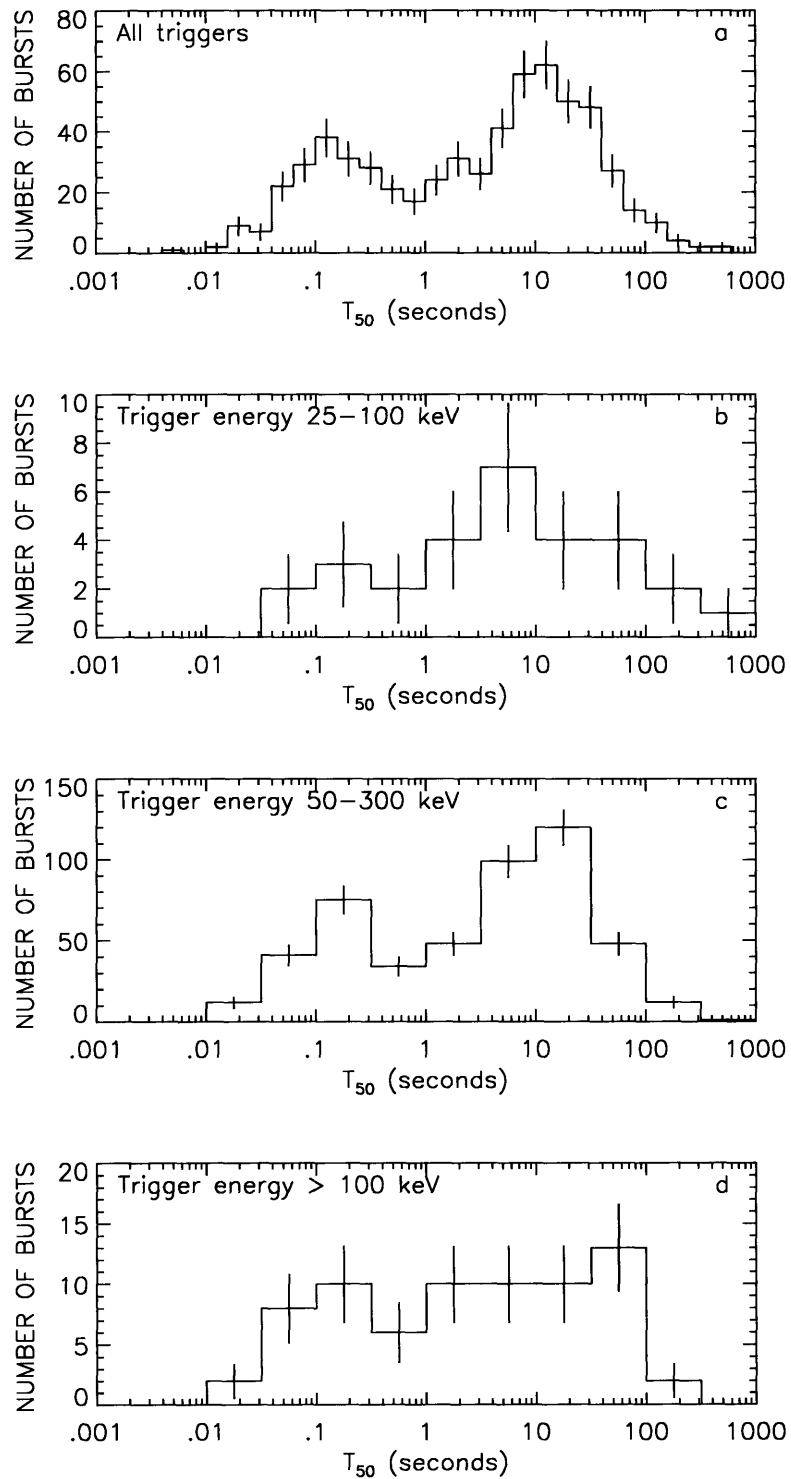 All triggers
a
80
60
40
20
0
NUMBER OF BURSTS
.001 .01 .1 1 10 100 1000
T50 (seconds)
Trigger energy 25-100 keV
b
10
8
6
4
2
0
NUMBER OF BURSTS
.001 .01 .1 1 10 100 1000
T50 (seconds)
Trigger energy 50-300 keV
c
150
100
50
0
NUMBER OF BURSTS
.001 .01 .1 1 10 100 1000
T50 (seconds)
Trigger energy > 100 keV
d
20
15
10
5
0
NUMBER OF BURSTS
.001 .01 .1 1 10 100 1000
T50 (seconds)